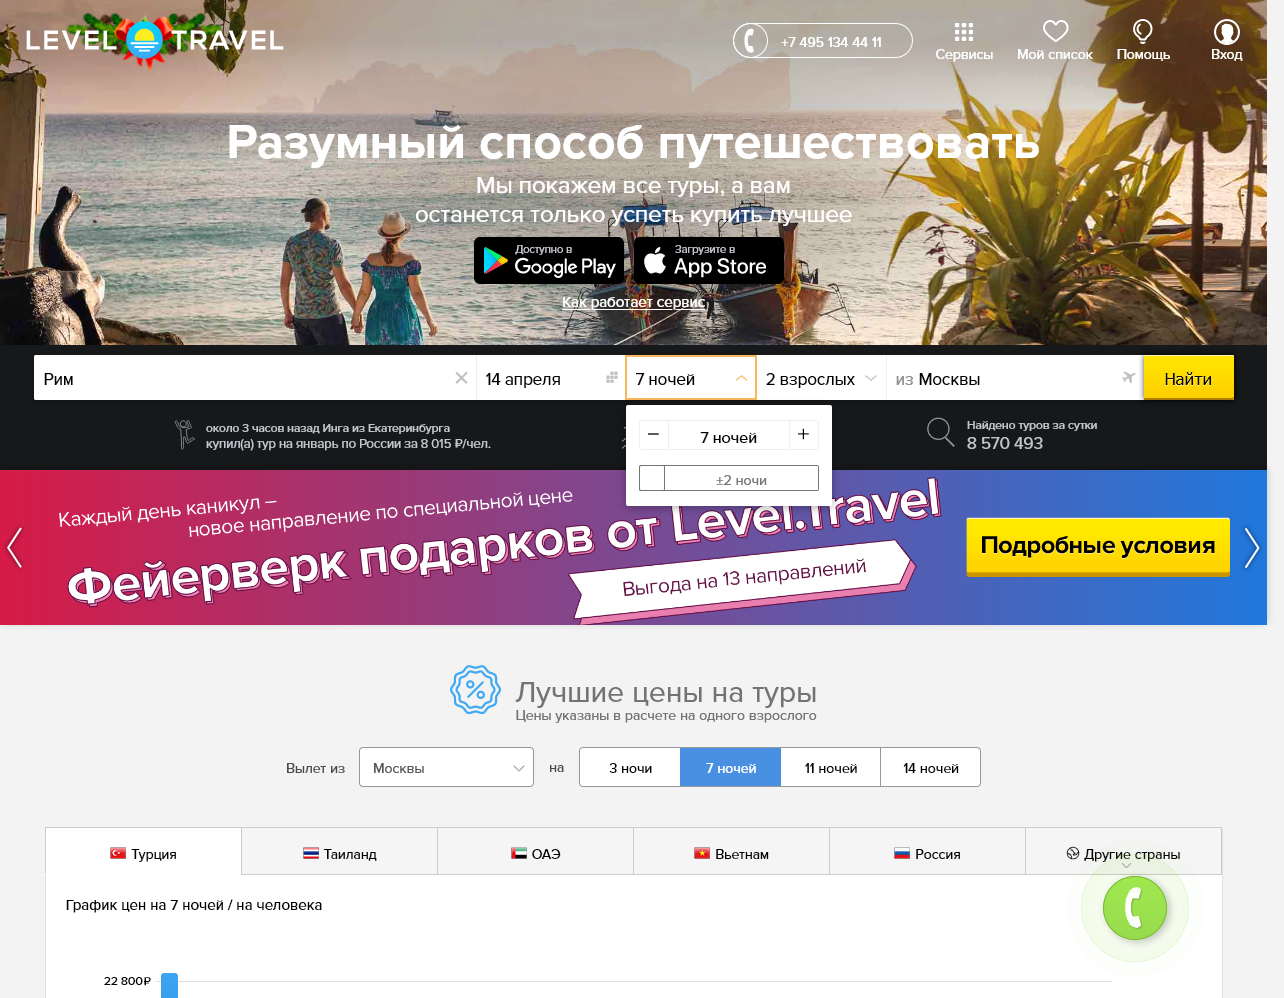 LEVEL TRAVEL
+7 495 134 44 11
Сервисы
Мой список
Помощь
Вход
Разумный способ путешествовать
Мы покажем все туры, а вам
останется только успеть купить лучшее
Доступно в
Google Play
Загрузите в
App Store
Как работает сервис
Рим
14 апреля
7 ночей
2 взрослых
из Москвы
Найти
около 3 часов назад Инга из Екатеринбурга
купил(а) тур на январь по России за 8 015 ₽/чел.
Найдено туров за сутки
8 570 493
− 7 ночей +
±2 ночи
Каждый день каникул –
новое направление по специальной цене
Фейерверк подарков от Level.Travel
Выгода на 13 направлений
Подробные условия
Лучшие цены на туры
Цены указаны в расчете на одного взрослого
Вылет из
Москвы
на
3 ночи
7 ночей
11 ночей
14 ночей
Турция
Таиланд
ОАЭ
Вьетнам
Россия
Другие страны
График цен на 7 ночей / на человека
22 800₽